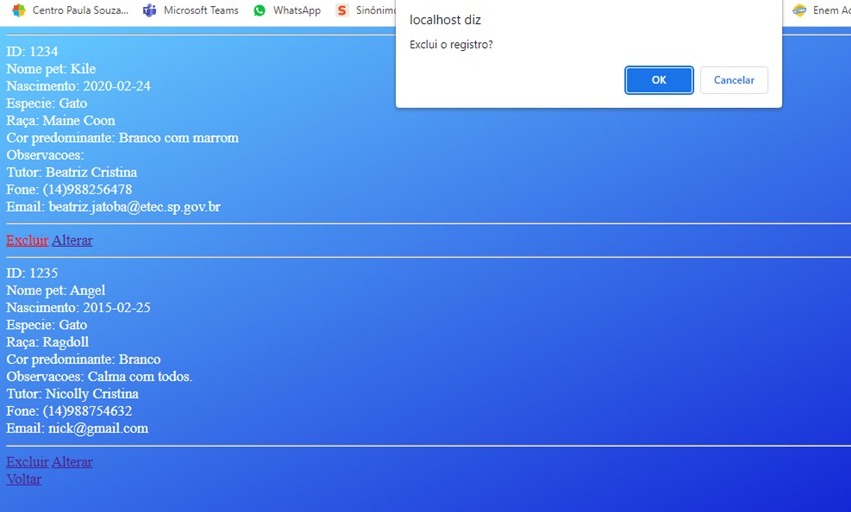 Centro Paula Souza... Microsoft Teams WhatsApp S Sinônimo Enem Ac
localhost diz
Exclui o registro?
OK Cancelar
ID: 1234
Nome pet: Kile
Nascimento: 2020-02-24
Especie: Gato
Raça: Maine Coon
Cor predominante: Branco com marrom
Observacoes:
Tutor: Beatriz Cristina
Fone: (14)988256478
Email: beatriz.jatoba@etec.sp.gov.br
Excluir Alterar
ID: 1235
Nome pet: Angel
Nascimento: 2015-02-25
Especie: Gato
Raça: Ragdoll
Cor predominante: Branco
Observacoes: Calma com todos.
Tutor: Nicolly Cristina
Fone: (14)988754632
Email: nick@gmail.com
Excluir Alterar
Voltar